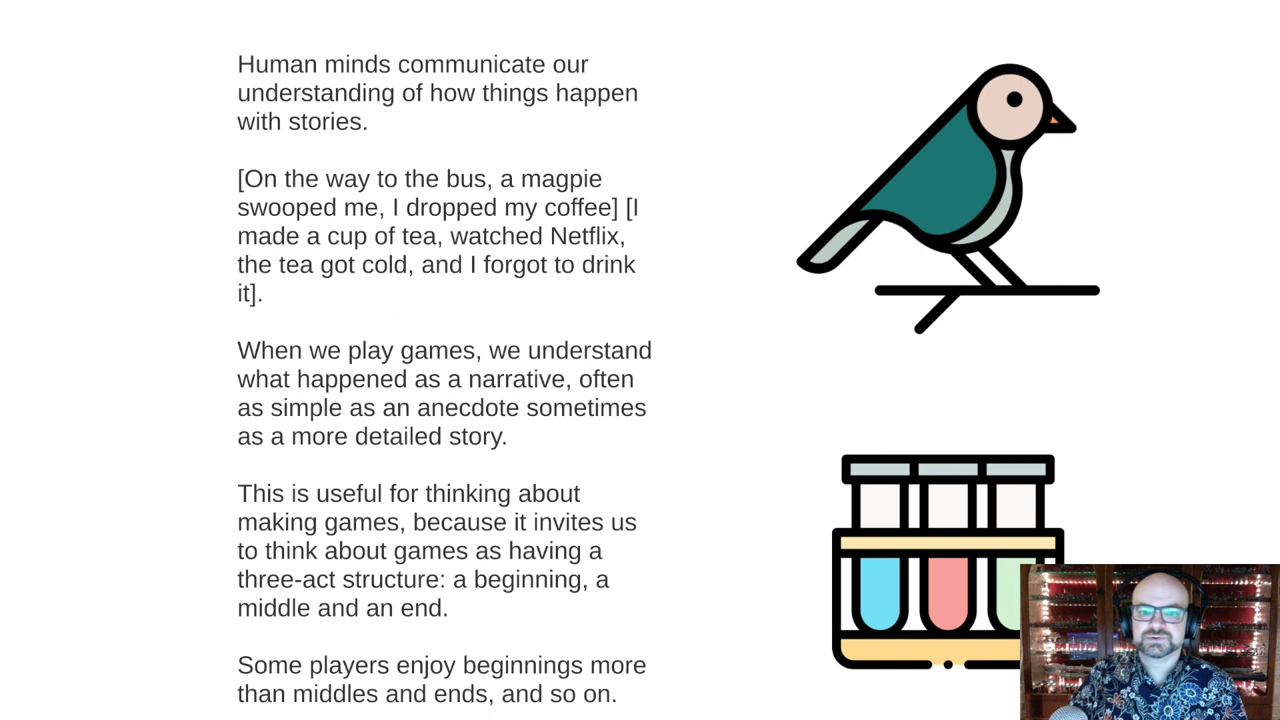 Human minds communicate our
understanding of how things happen
with stories.
[On the way to the bus, a magpie
swooped me, I dropped my coffee] [I
made a cup of tea, watched Netflix,
the tea got cold, and I forgot to drink
it].
When we play games, we understand
what happened as a narrative, often
as simple as an anecdote sometimes
as a more detailed story.
This is useful for thinking about
making games, because it invites us
to think about games as having a
three-act structure: a beginning, a
middle and an end.
Some players enjoy beginnings more
than middles and ends, and so on.